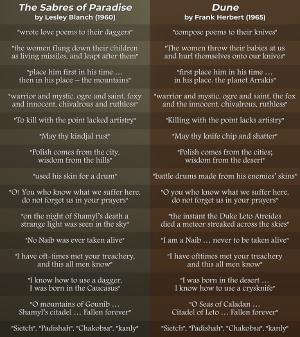 The Sabres of Paradise
by Lesley Blanch (1960)
Dune
by Frank Herbert (1965)
"wrote love poems to their daggers"
"compose poems to their knives"
"the women flung down their children
as living missiles, and leapt after them"
"The women throw their babies at us
and hurl themselves onto our knives"
"place him first in his time ...
then in his place – the mountains"
"first place him in his time ...
in his place, the planet Arrakis"
"warrior and mystic, ogre and saint, foxy
and innocent, chivalrous and ruthless"
"warrior and mystic, ogre and saint, the fox
and the innocent, chivalrous, ruthless"
"To kill with the point lacked artistry"
"Killing with the point lacks artistry"
"May thy kindjal rust"
"May thy knife chip and shatter"
"Polish comes from the city,
wisdom from the hills"
"Polish comes from the cities;
wisdom from the desert"
"used his skin for a drum"
"battle drums made from his enemies' skins"
"O! You who know what we suffer here,
do not forget us in your prayers"
"O you who know what we suffer here,
do not forget us in your prayers"
"on the night of Shamyl's death a
strange light was seen in the sky"
"the instant the Duke Leto Atreides
died a meteor streaked across the skies"
"No Naib was ever taken alive"
"I am a Naib ... never to be taken alive"
"I have oft-times met your treachery,
and this all men know"
"I have ofttimes met your treachery
and this all men know"
"I know how to use a dagger,
I was born in the Caucasus"
"I was born in the desert ...
I know how to use a crysknife"
"O mountains of Gounib ...
Shamyl's citadel ... Fallen forever"
"O Seas of Caladan ...
Citadel of Leto ... Fallen forever"
"Sietch", "Padishah", "Chakobsa", "kanly"
"Sietch", "Padishah", "Chakobsa", "kanly"